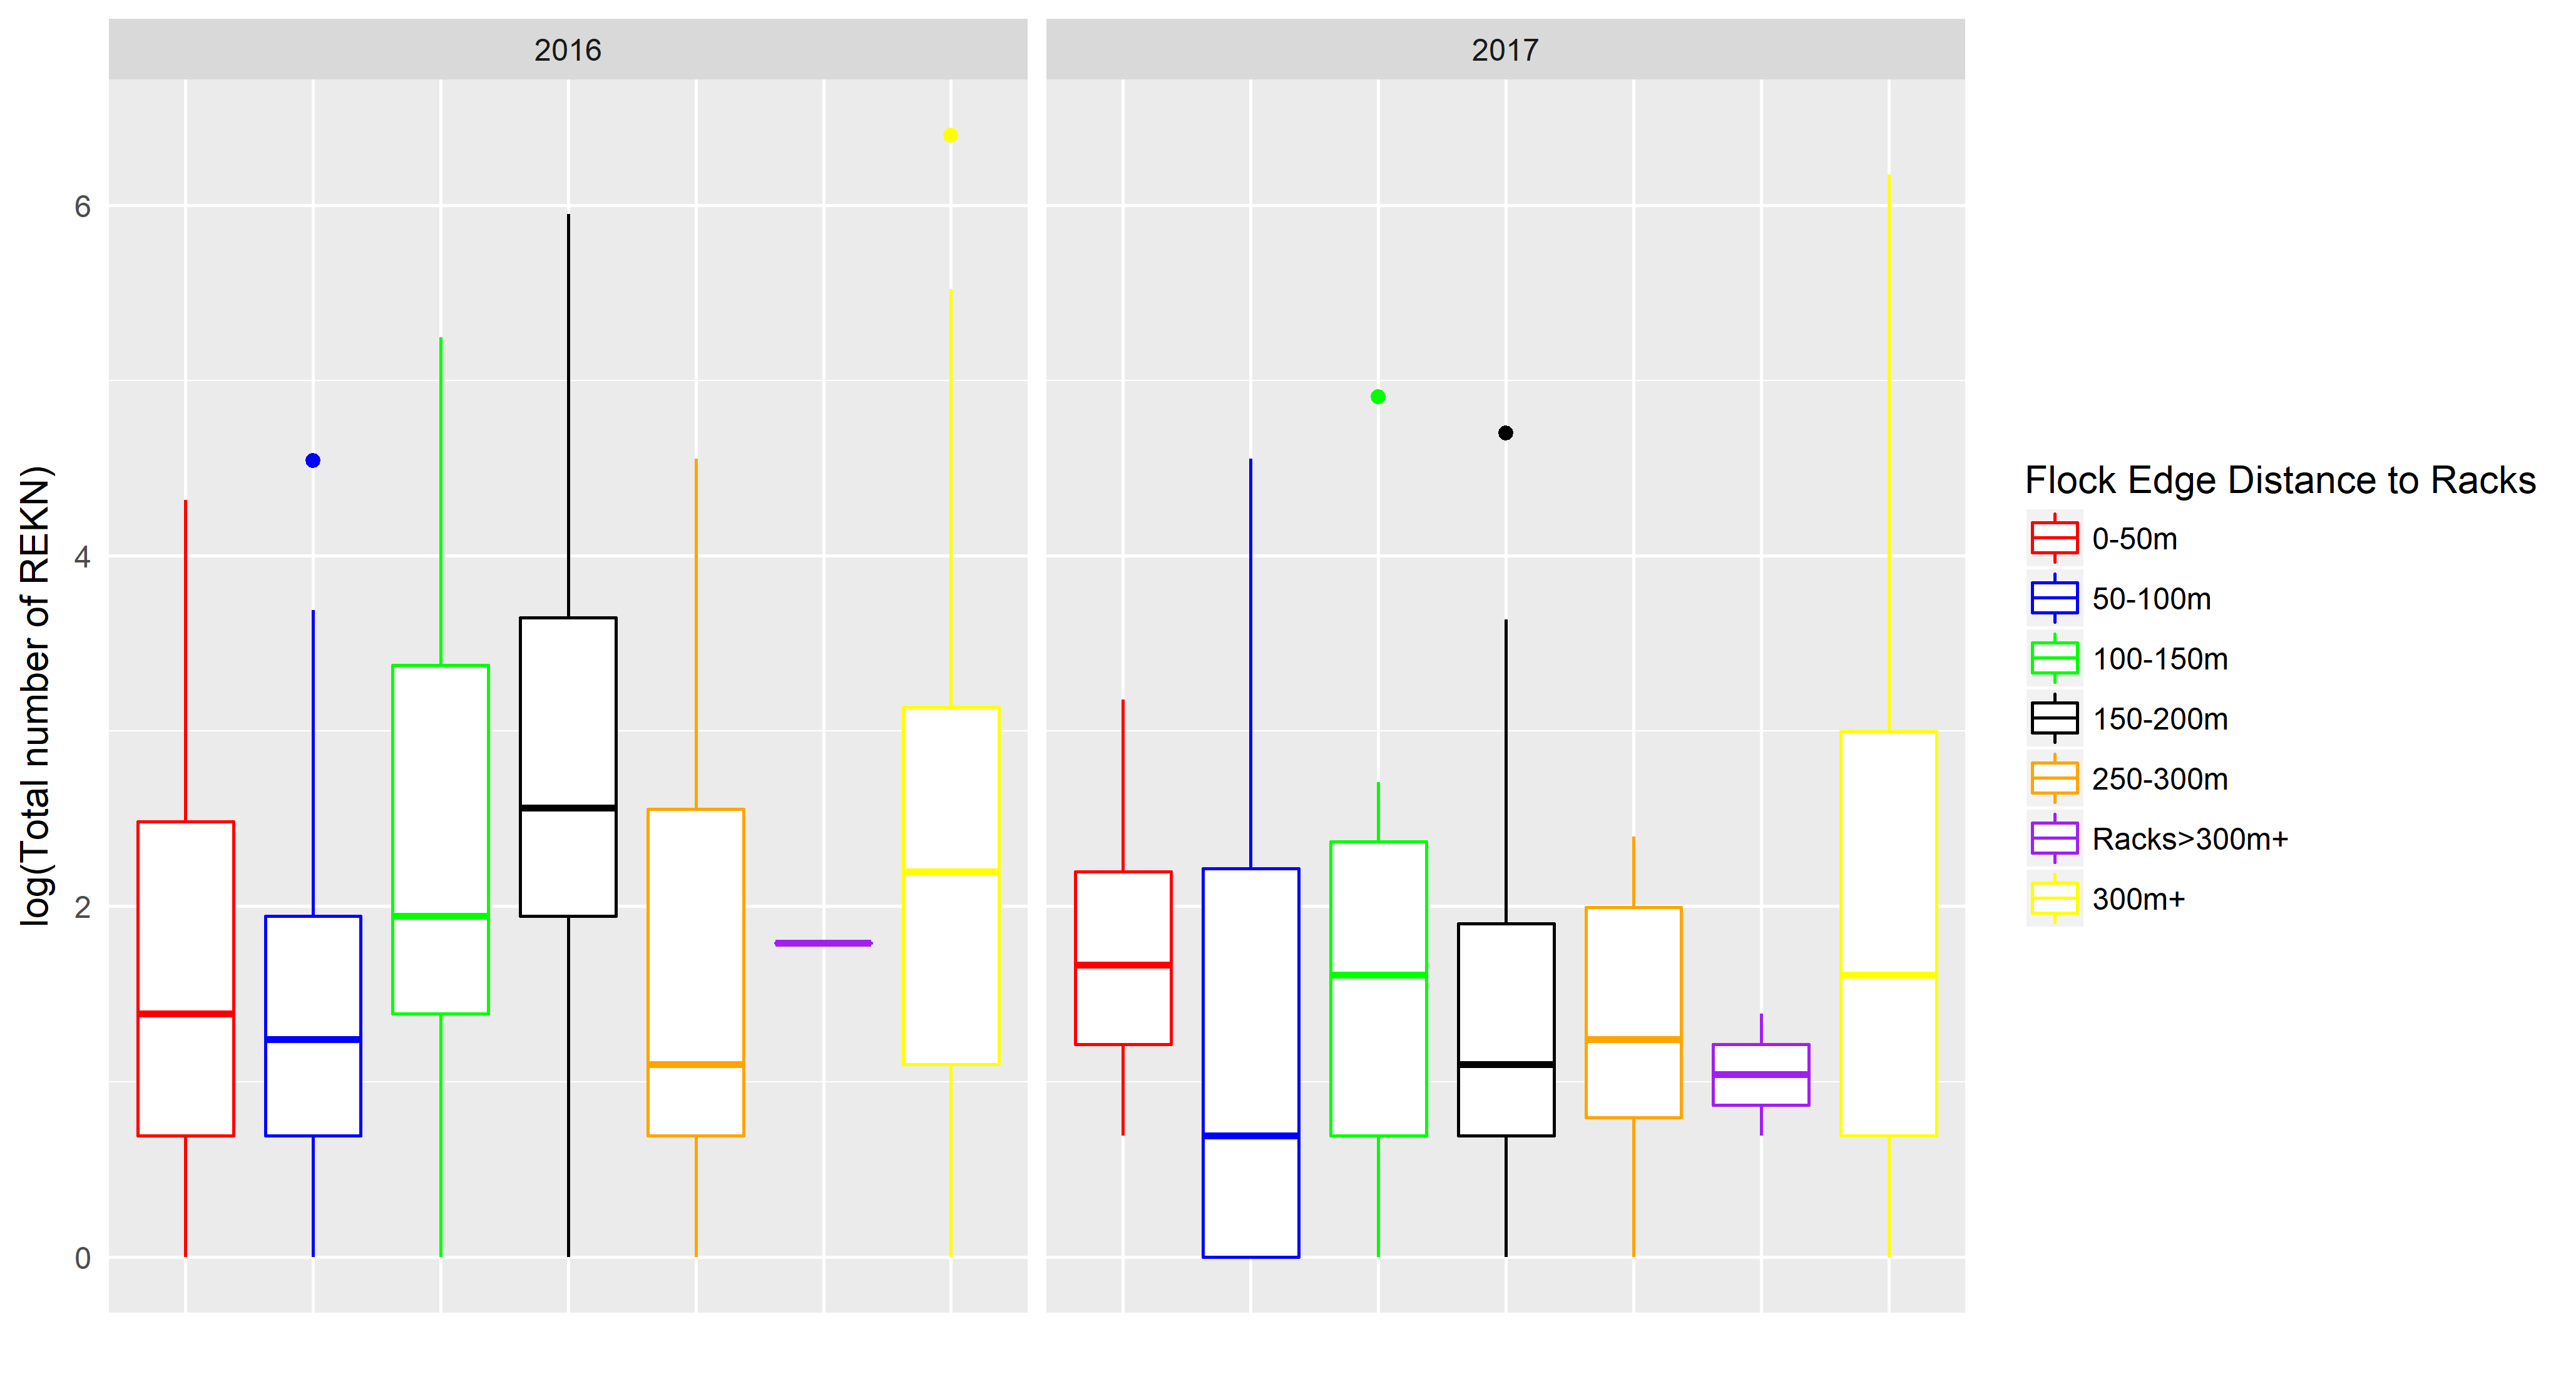 2016
2017
6
4
2
0
log(Total number of REKN)
Flock Edge Distance to Racks
0-50m
50-100m
100-150m
150-200m
250-300m
Racks>300m+
300m+